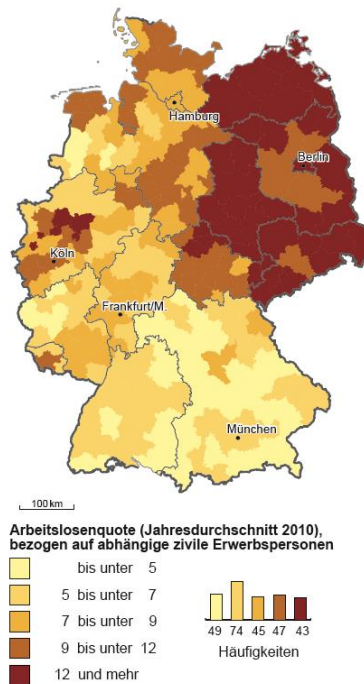 Hamburg
Berlin
Köln
Frankfurt/M.
München
100 km
Arbeitslosenquote (Jahresdurchschnitt 2010),
bezogen auf abhängige zivile Erwerbspersonen
bis unter 5
5 bis unter 7
7 bis unter 9
9 bis unter 12
12 und mehr
49 74 45 47 43
Häufigkeiten